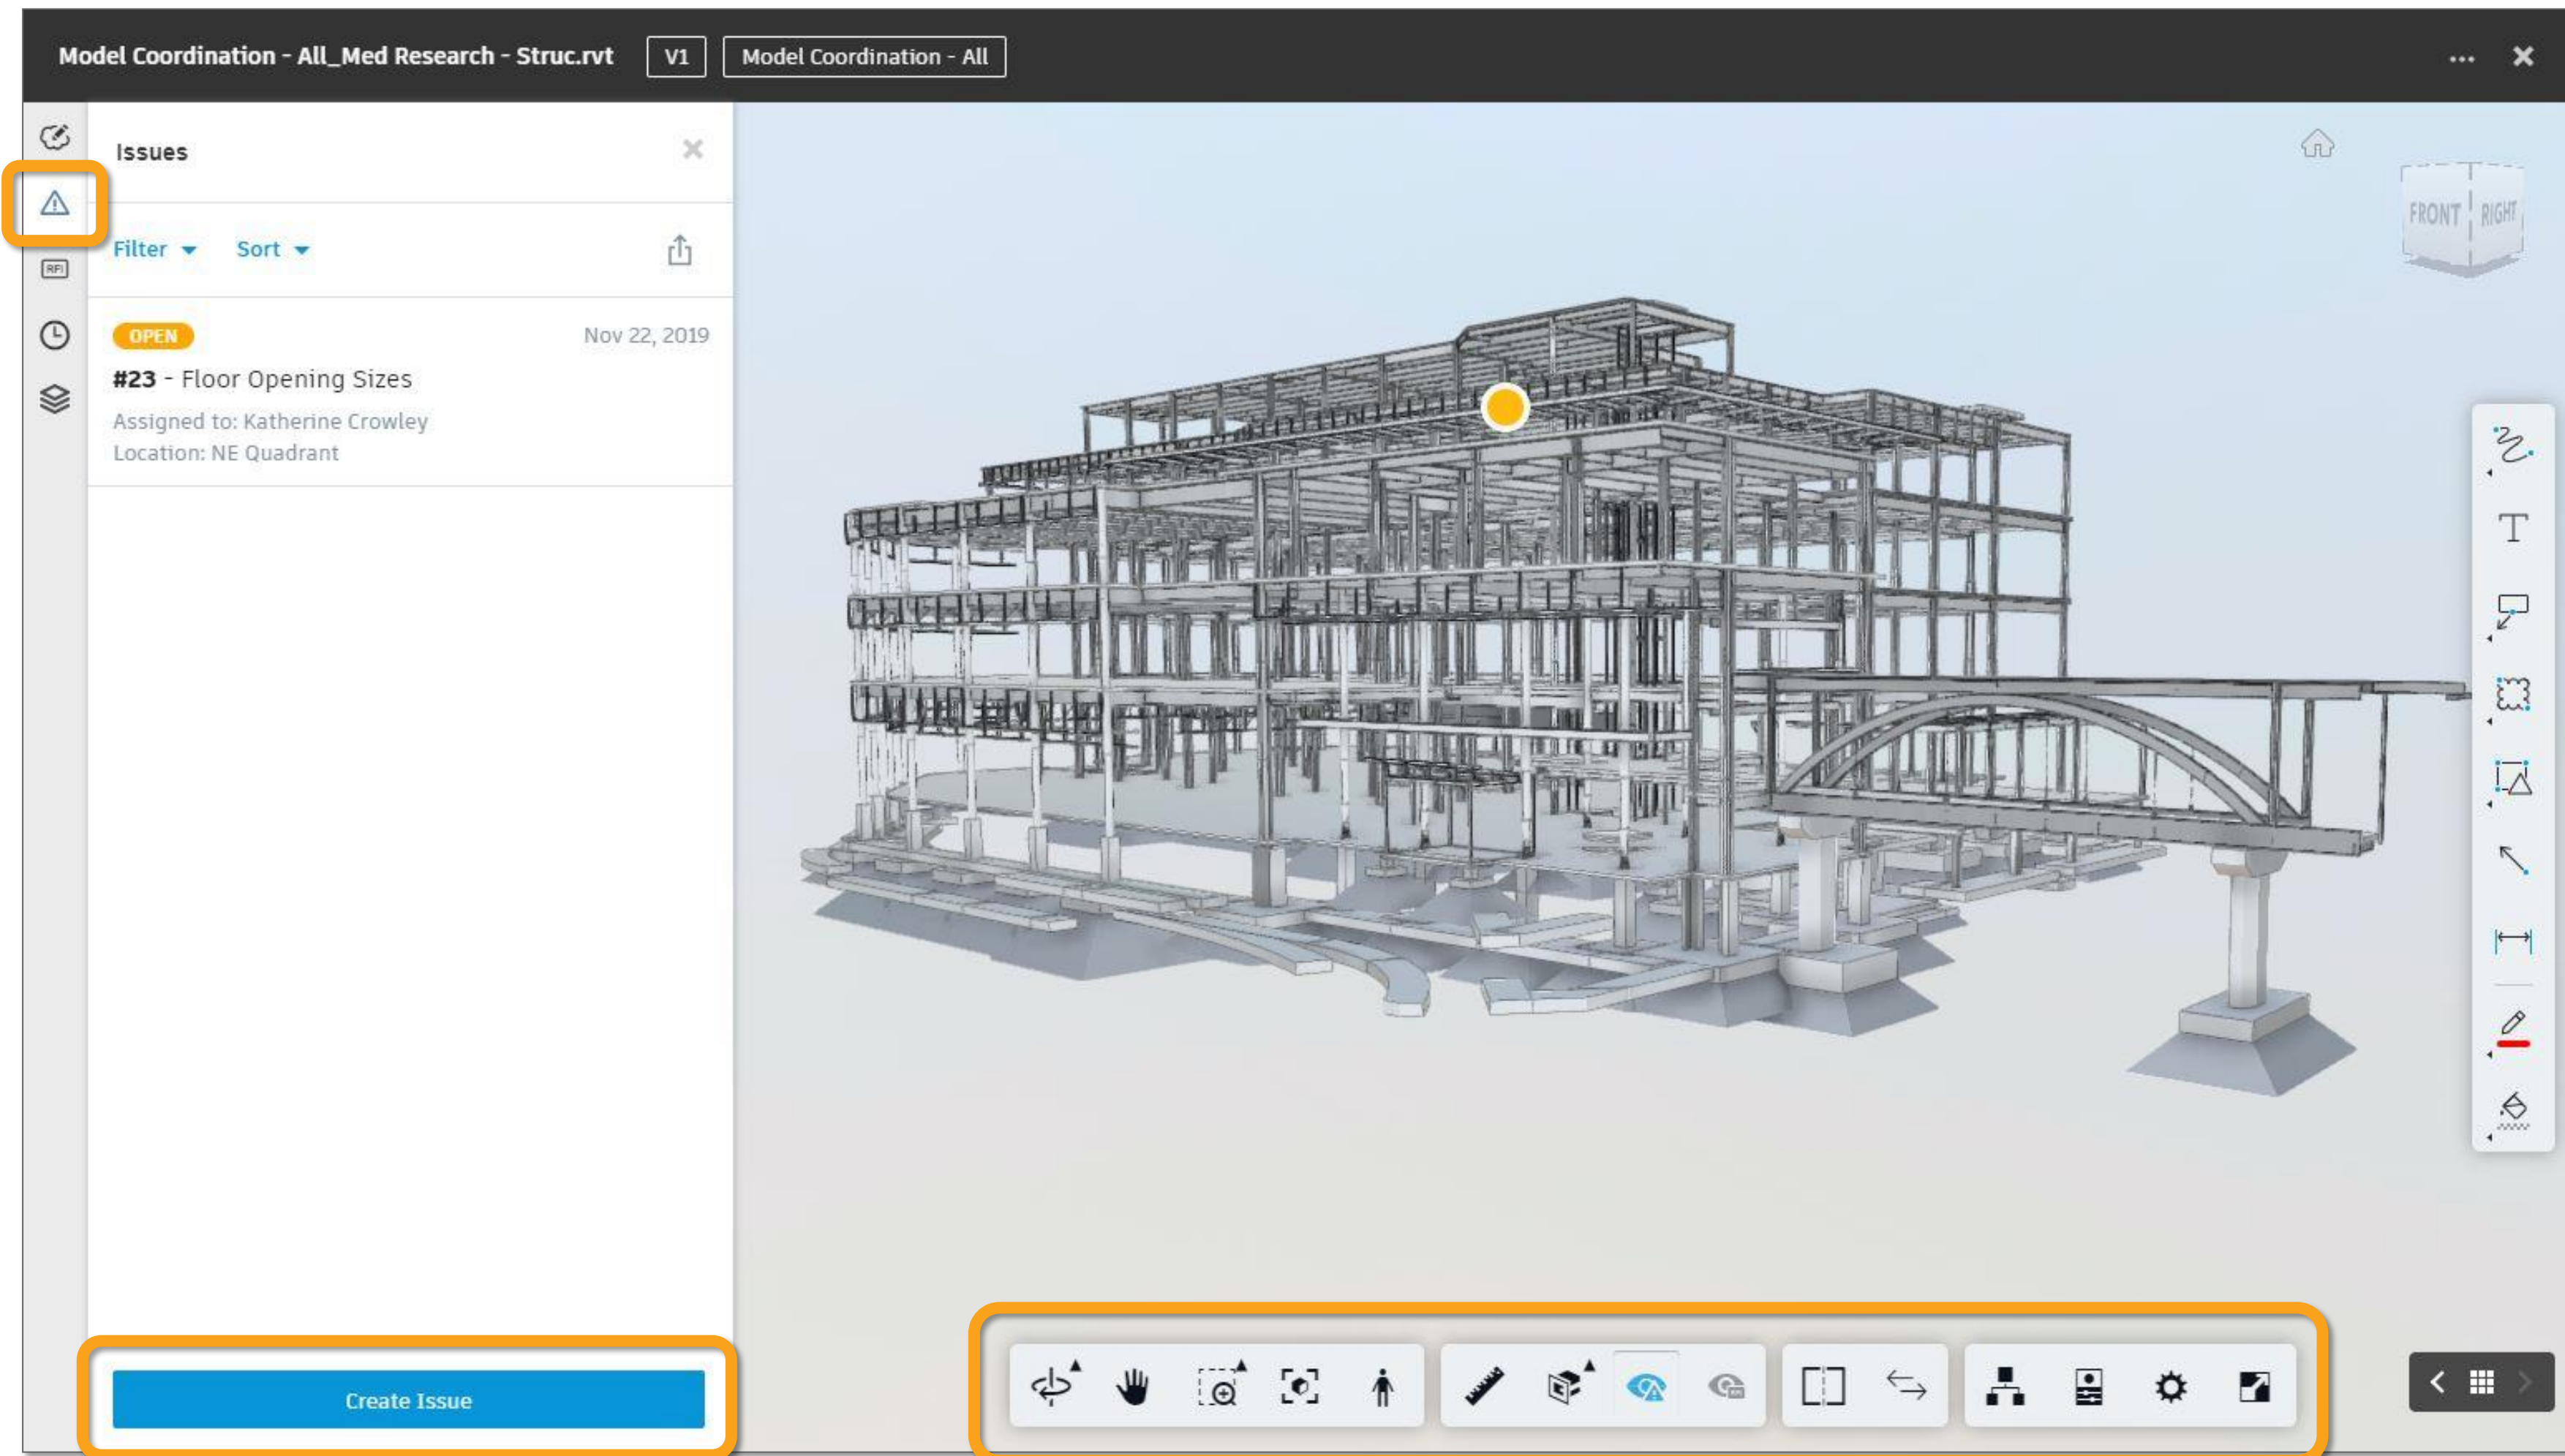 Model Coordination - All_Med Research - Struc.rvt V1 Model Coordination - All
Issues
Filter Sort
RFI
OPEN Nov 22, 2019
#23 - Floor Opening Sizes
Assigned to: Katherine Crowley
Location: NE Quadrant
Create Issue
FRONT RIGHT
T